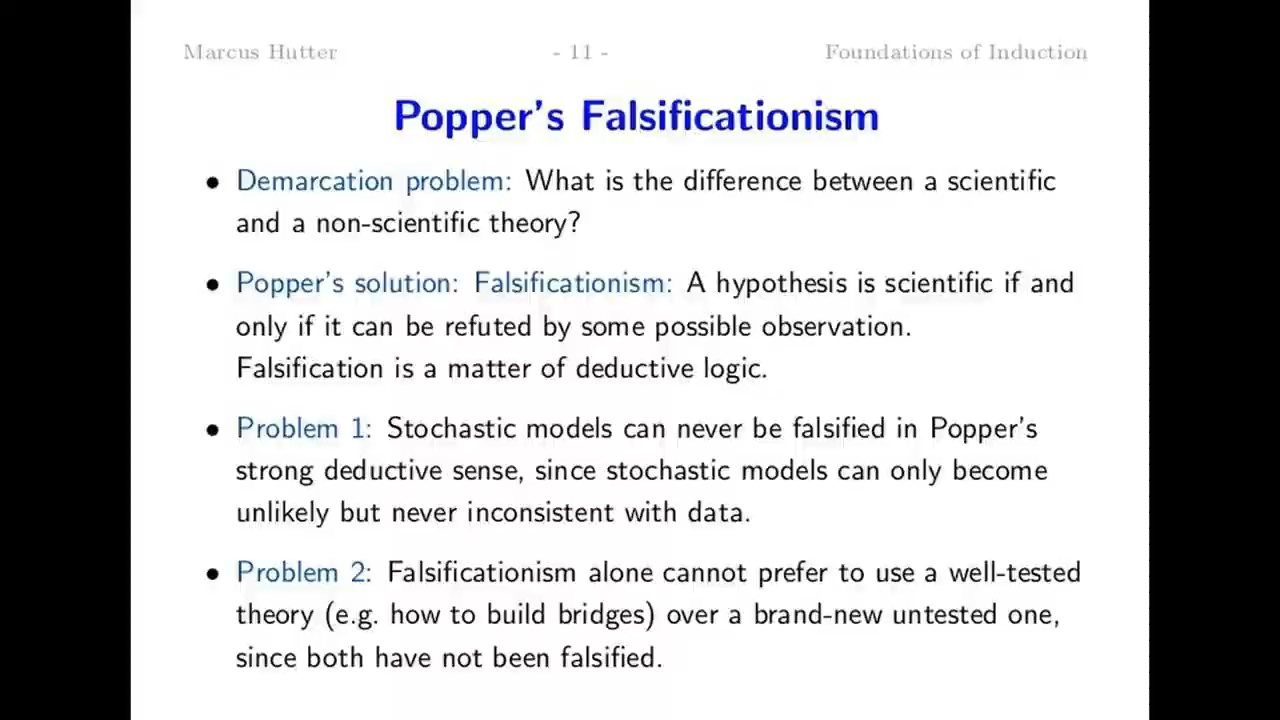 Marcus Hutter - 11 - Foundations of Induction
Popper's Falsificationism
• Demarcation problem: What is the difference between a scientific
and a non-scientific theory?
• Popper's solution: Falsificationism: A hypothesis is scientific if and
only if it can be refuted by some possible observation.
Falsification is a matter of deductive logic.
• Problem 1: Stochastic models can never be falsified in Popper's
strong deductive sense, since stochastic models can only become
unlikely but never inconsistent with data.
• Problem 2: Falsificationism alone cannot prefer to use a well-tested
theory (e.g. how to build bridges) over a brand-new untested one,
since both have not been falsified.